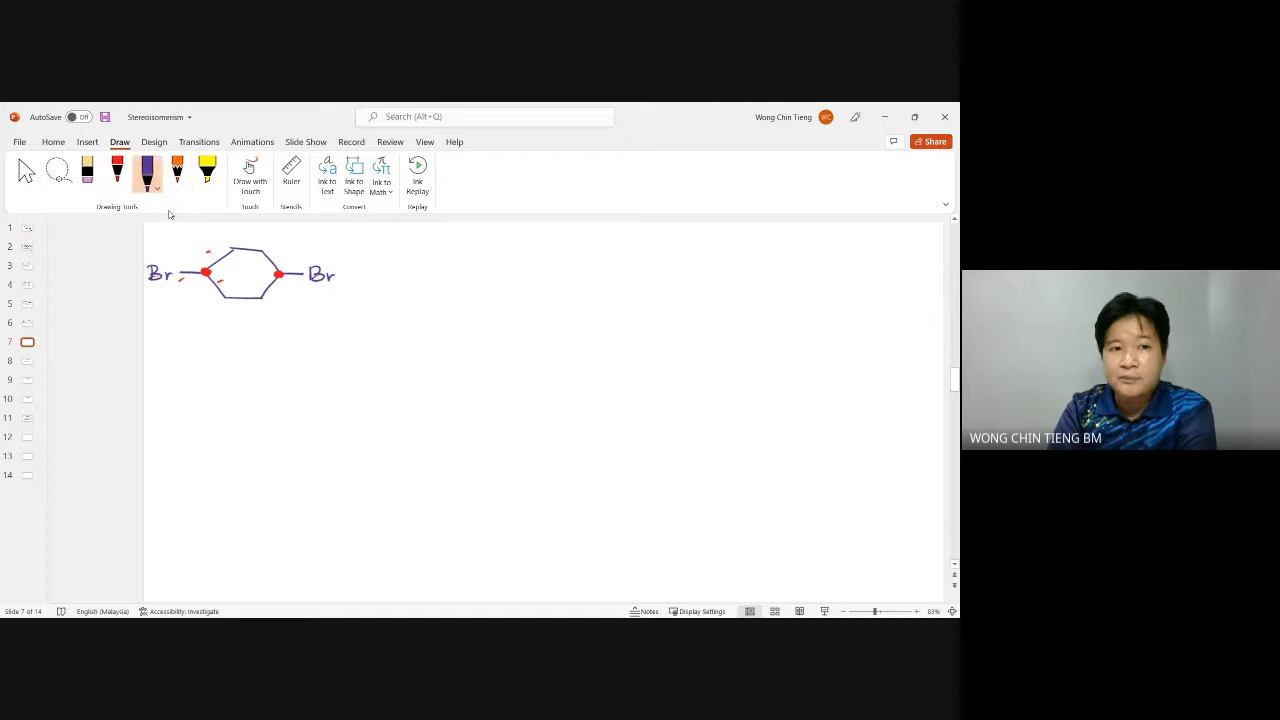 AutoSave Off Stereoisomerism Search (Alt+Q) Wong Chin Tieng WC
File Home Insert Draw Design Transitions Animations Slide Show Record Review View Help Share
Draw with Touch Ruler Ink to Text Ink to Shape Ink to Math Ink Replay
Drawing Tools Touch Stencils Convert Replay
1
2
3
4
5
6
7
8
9
10
11
12
13
14
Br Br
WONG CHIN TIENG BM
Slide 7 of 14 English (Malaysia) Accessibility: Investigate Notes Display Settings 83%